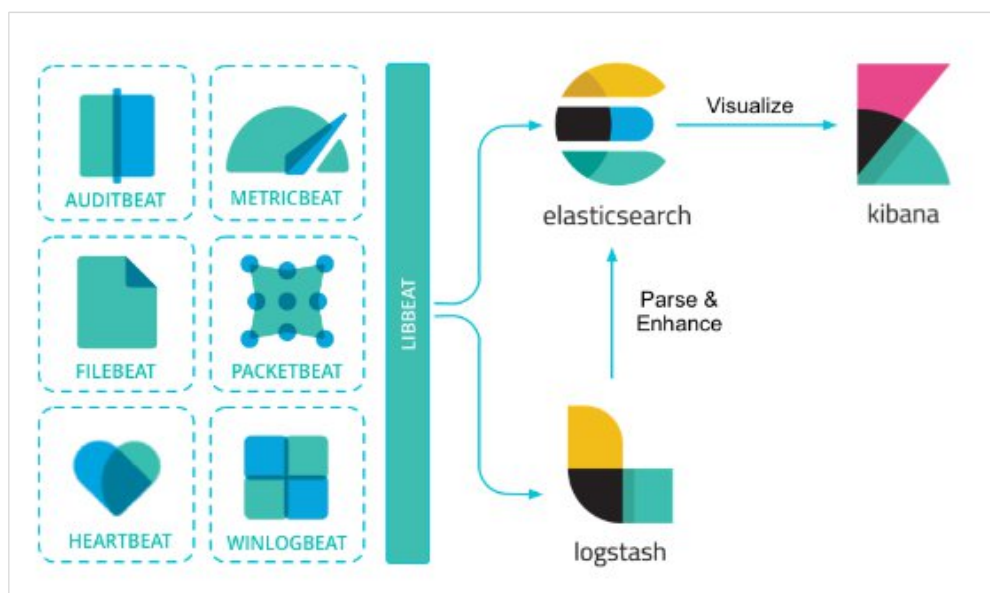 AUDITBEAT
METRICBEAT
FILEBEAT
PACKETBEAT
HEARTBEAT
WINLOGBEAT
LIBBEAT
elasticsearch
Visualize
kibana
Parse &
Enhance
logstash